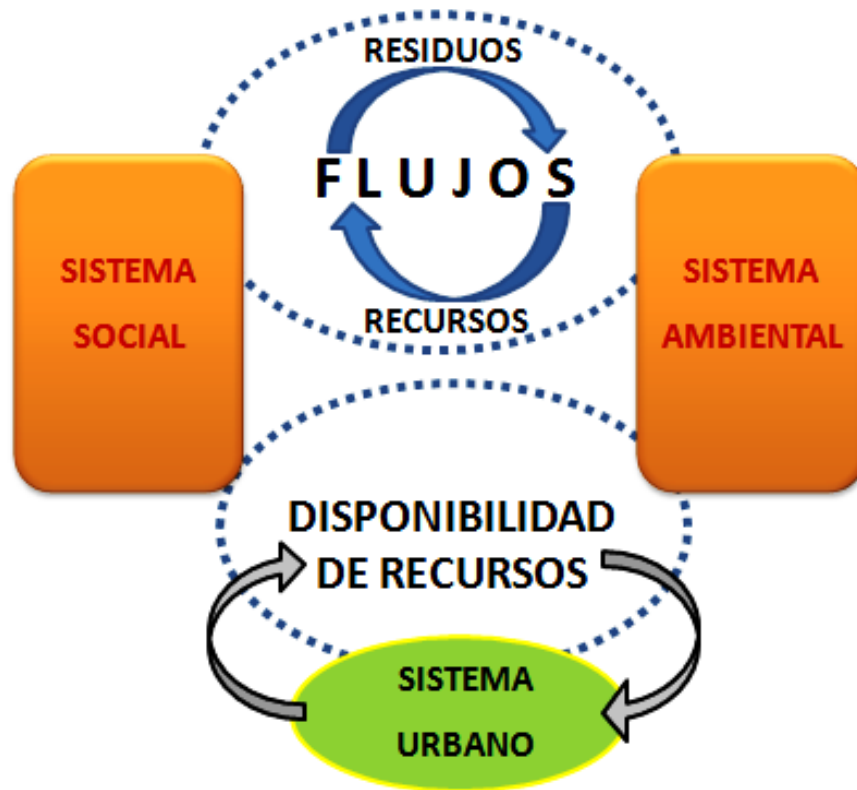 RESIDUOS
F L U J O S
RECURSOS
SISTEMA
SOCIAL
SISTEMA
AMBIENTAL
DISPONIBILIDAD
DE RECURSOS
SISTEMA
URBANO